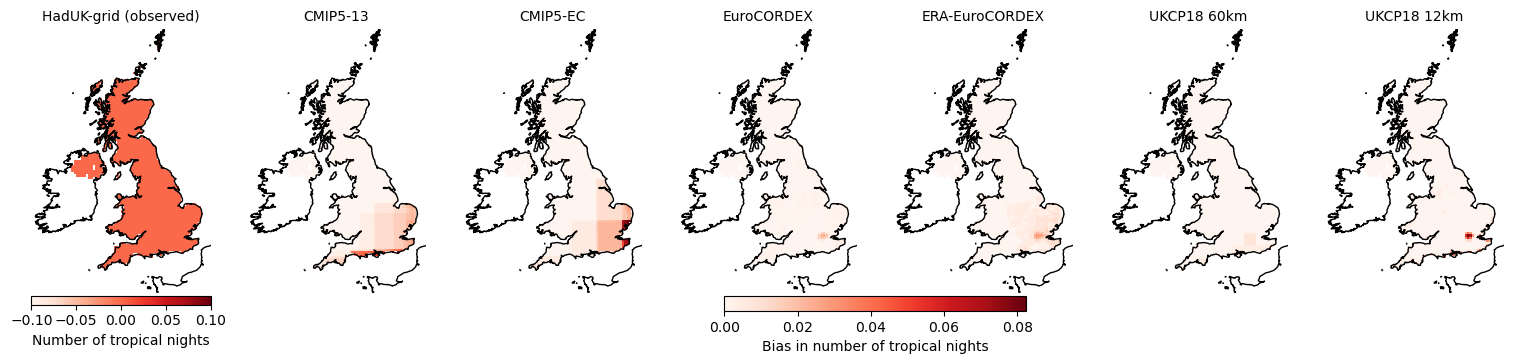 HadUK-grid (observed) CMIP5-13 CMIP5-EC EuroCORDEX ERA-EuroCORDEX UKCP18 60km UKCP18 12km
−0.10 −0.05 0.00 0.05 0.10
Number of tropical nights
0.00 0.02 0.04 0.06 0.08
Bias in number of tropical nights